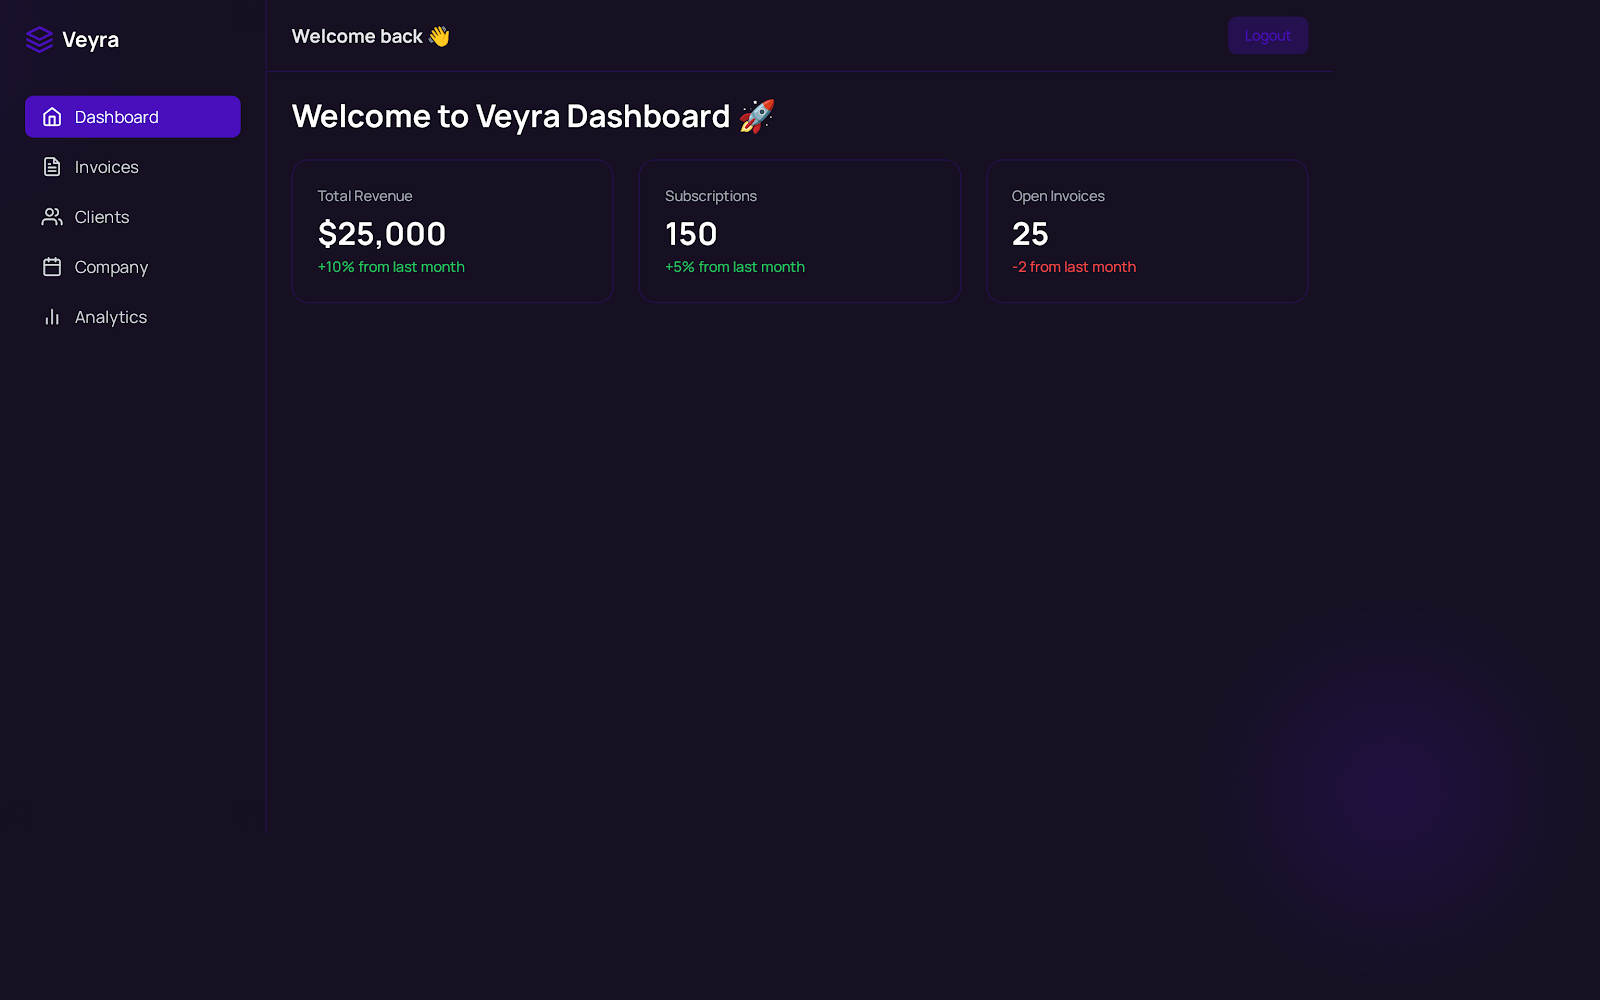 Veyra
Dashboard
Invoices
Clients
Company
Analytics
Welcome back 👋
Logout
Welcome to Veyra Dashboard 🚀
Total Revenue
$25,000
+10% from last month
Subscriptions
150
+5% from last month
Open Invoices
25
-2 from last month